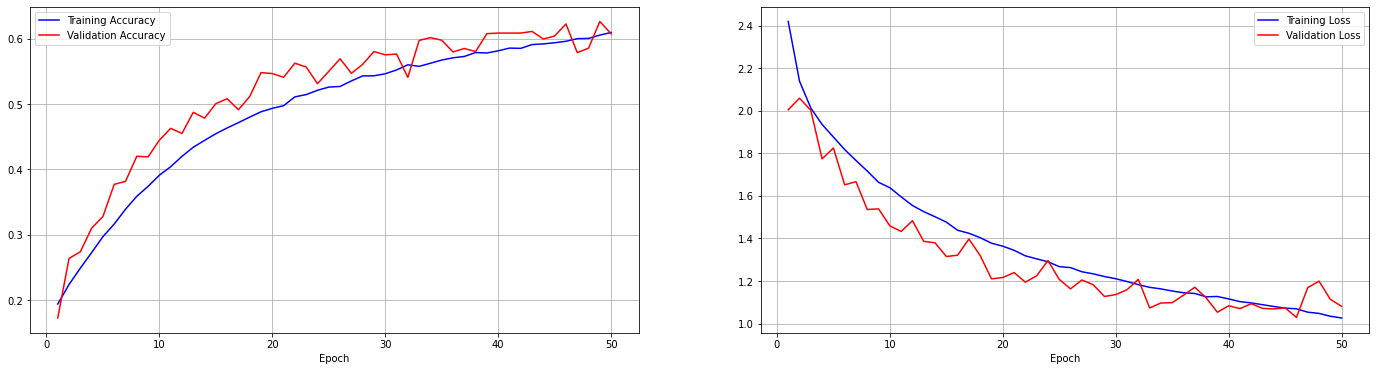 Training Accuracy
Validation Accuracy
0.6
0.5
0.4
0.3
0.2
0 10 20 30 40 50
Epoch
Training Loss
Validation Loss
2.4
2.2
2.0
1.8
1.6
1.4
1.2
1.0
0 10 20 30 40 50
Epoch